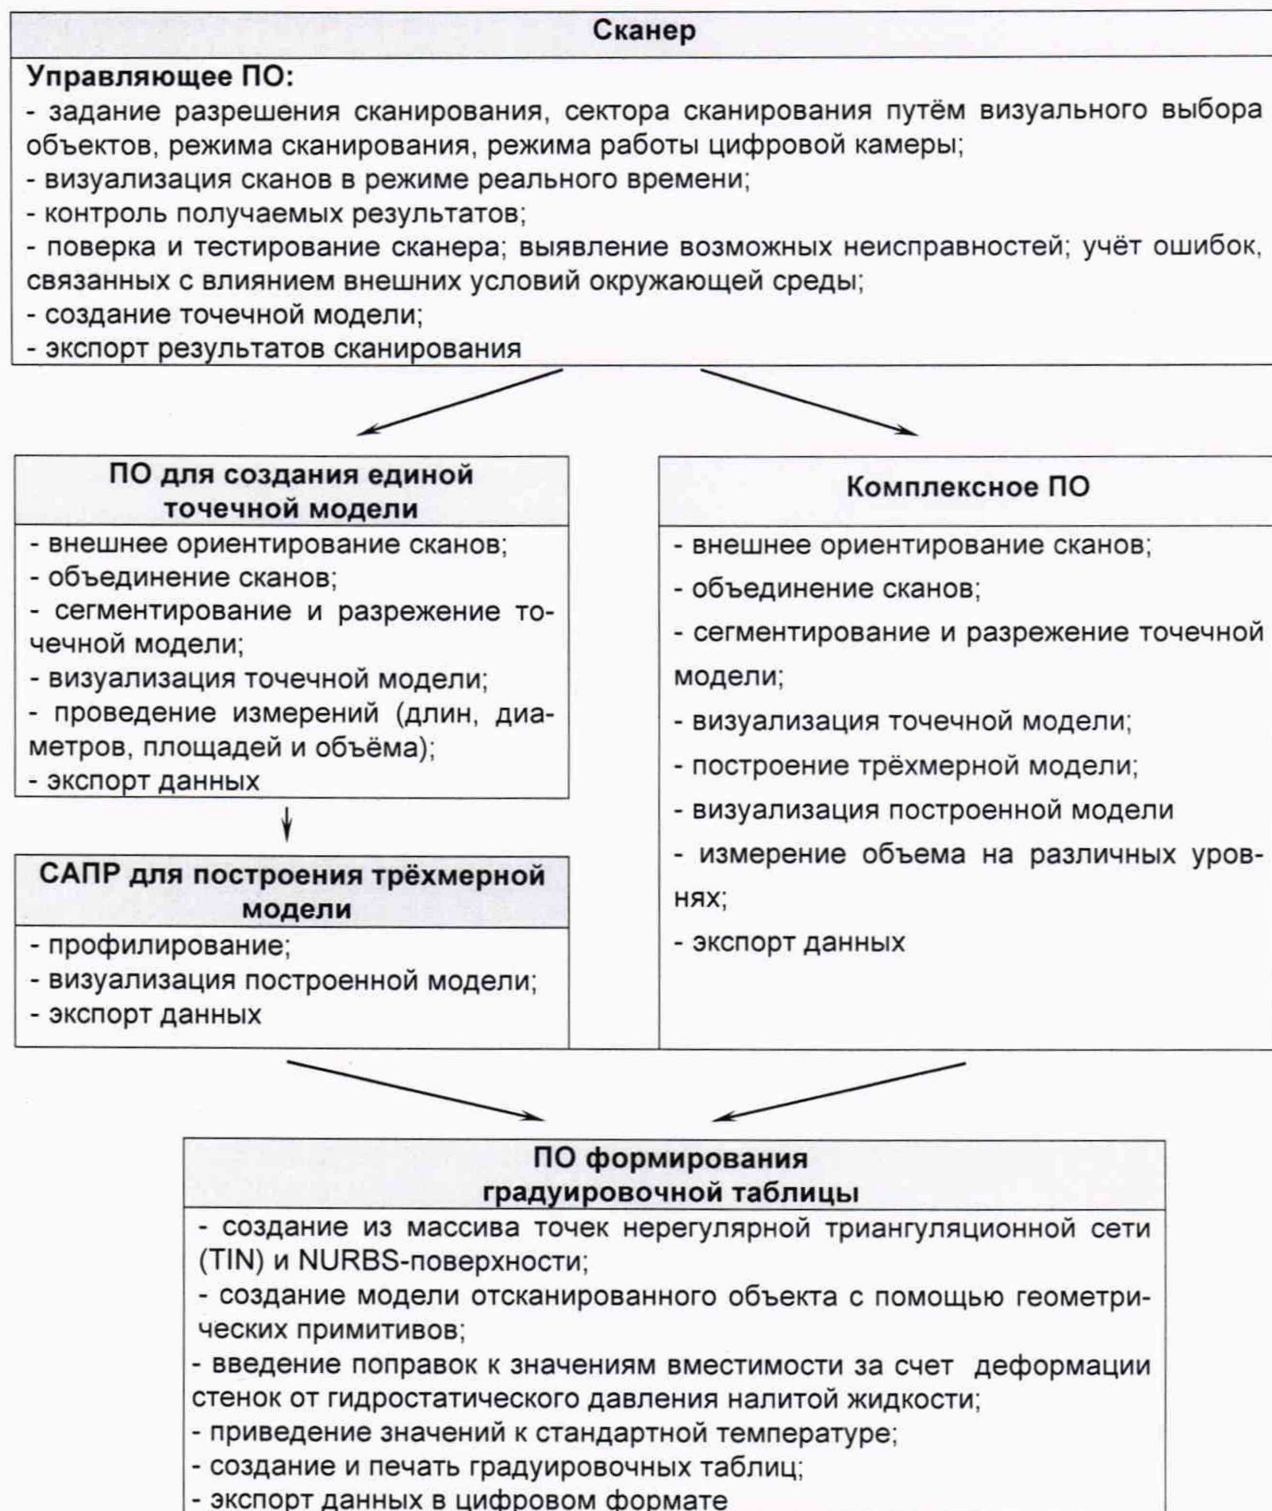 Сканер
Управляющее ПО:
- задание разрешения сканирования, сектора сканирования путём визуального выбора
объектов, режима сканирования, режима работы цифровой камеры;
- визуализация сканов в режиме реального времени;
- контроль получаемых результатов;
- поверка и тестирование сканера; выявление возможных неисправностей; учёт ошибок,
связанных с влиянием внешних условий окружающей среды;
- создание точечной модели;
- экспорт результатов сканирования
ПО для создания единой
точечной модели
- внешнее ориентирование сканов;
- объединение сканов;
- сегментирование и разрежение то-
чечной модели;
- визуализация точечной модели;
- проведение измерений (длин, диа-
метров, площадей и объёма);
- экспорт данных
САПР для построения трёхмерной
модели
- профилирование;
- визуализация построенной модели;
- экспорт данных
Комплексное ПО
- внешнее ориентирование сканов;
- объединение сканов;
- сегментирование и разрежение точечной
модели;
- визуализация точечной модели;
- построение трёхмерной модели;
- визуализация построенной модели
- измерение объема на различных уров-
нях;
- экспорт данных
ПО формирования
градуировочной таблицы
- создание из массива точек нерегулярной триангуляционной сети
(TIN) и NURBS-поверхности;
- создание модели отсканированного объекта с помощью геометри-
ческих примитивов;
- введение поправок к значениям вместимости за счет деформации
стенок от гидростатического давления налитой жидкости;
- приведение значений к стандартной температуре;
- создание и печать градуировочных таблиц;
- экспорт данных в цифровом формате